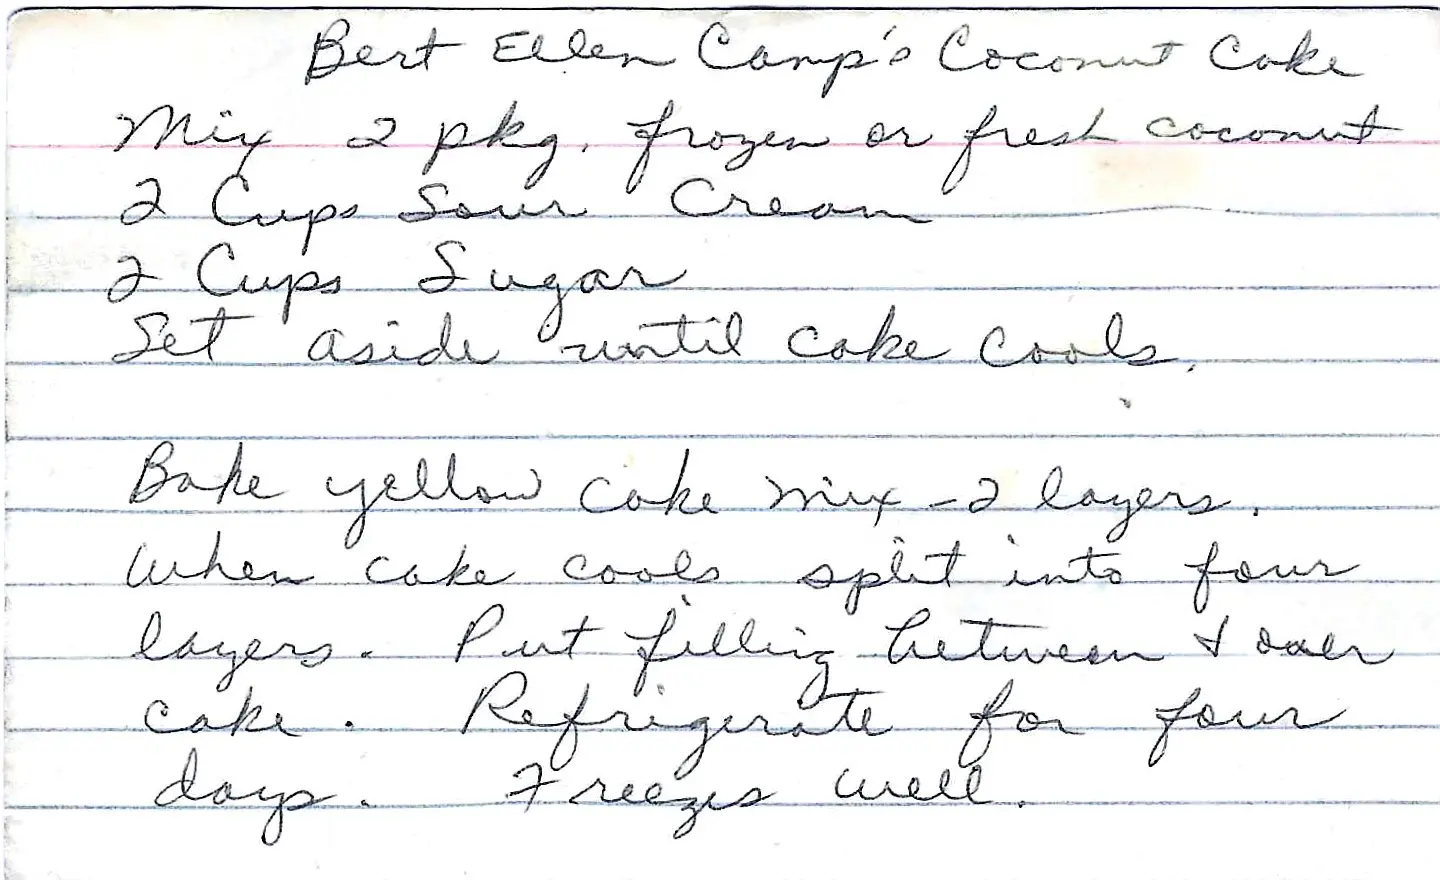 Bert Ellen Camp's Coconut Cake
Mix 2 pkg. frozen or fresh coconut
2 Cups Sour Cream
2 Cups Sugar
Set aside until cake cools.
Bake yellow cake mix - 2 layers.
When cake cools split into four
layers. Put filling between & over
cake. Refrigerate for four
days. Freezes well.